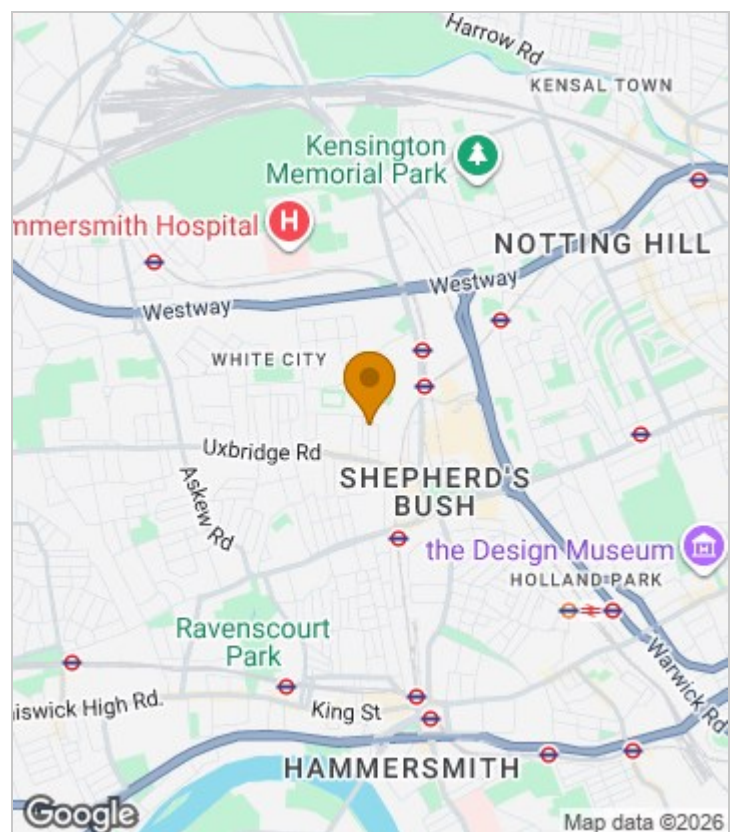 Harrow Rd
KENSAL TOWN
Kensington
Memorial Park
mmersmith Hospital
H
NOTTING HILL
Westway
Westway
WHITE CITY
Uxbridge Rd
SHEPHERD'S
BUSH
Askew Rd
the Design Museum
HOLLAND PARK
Ravenscourt
Park
Warwick Rd
iswick High Rd.
King St
HAMMERSMITH
Google
Map data ©2026